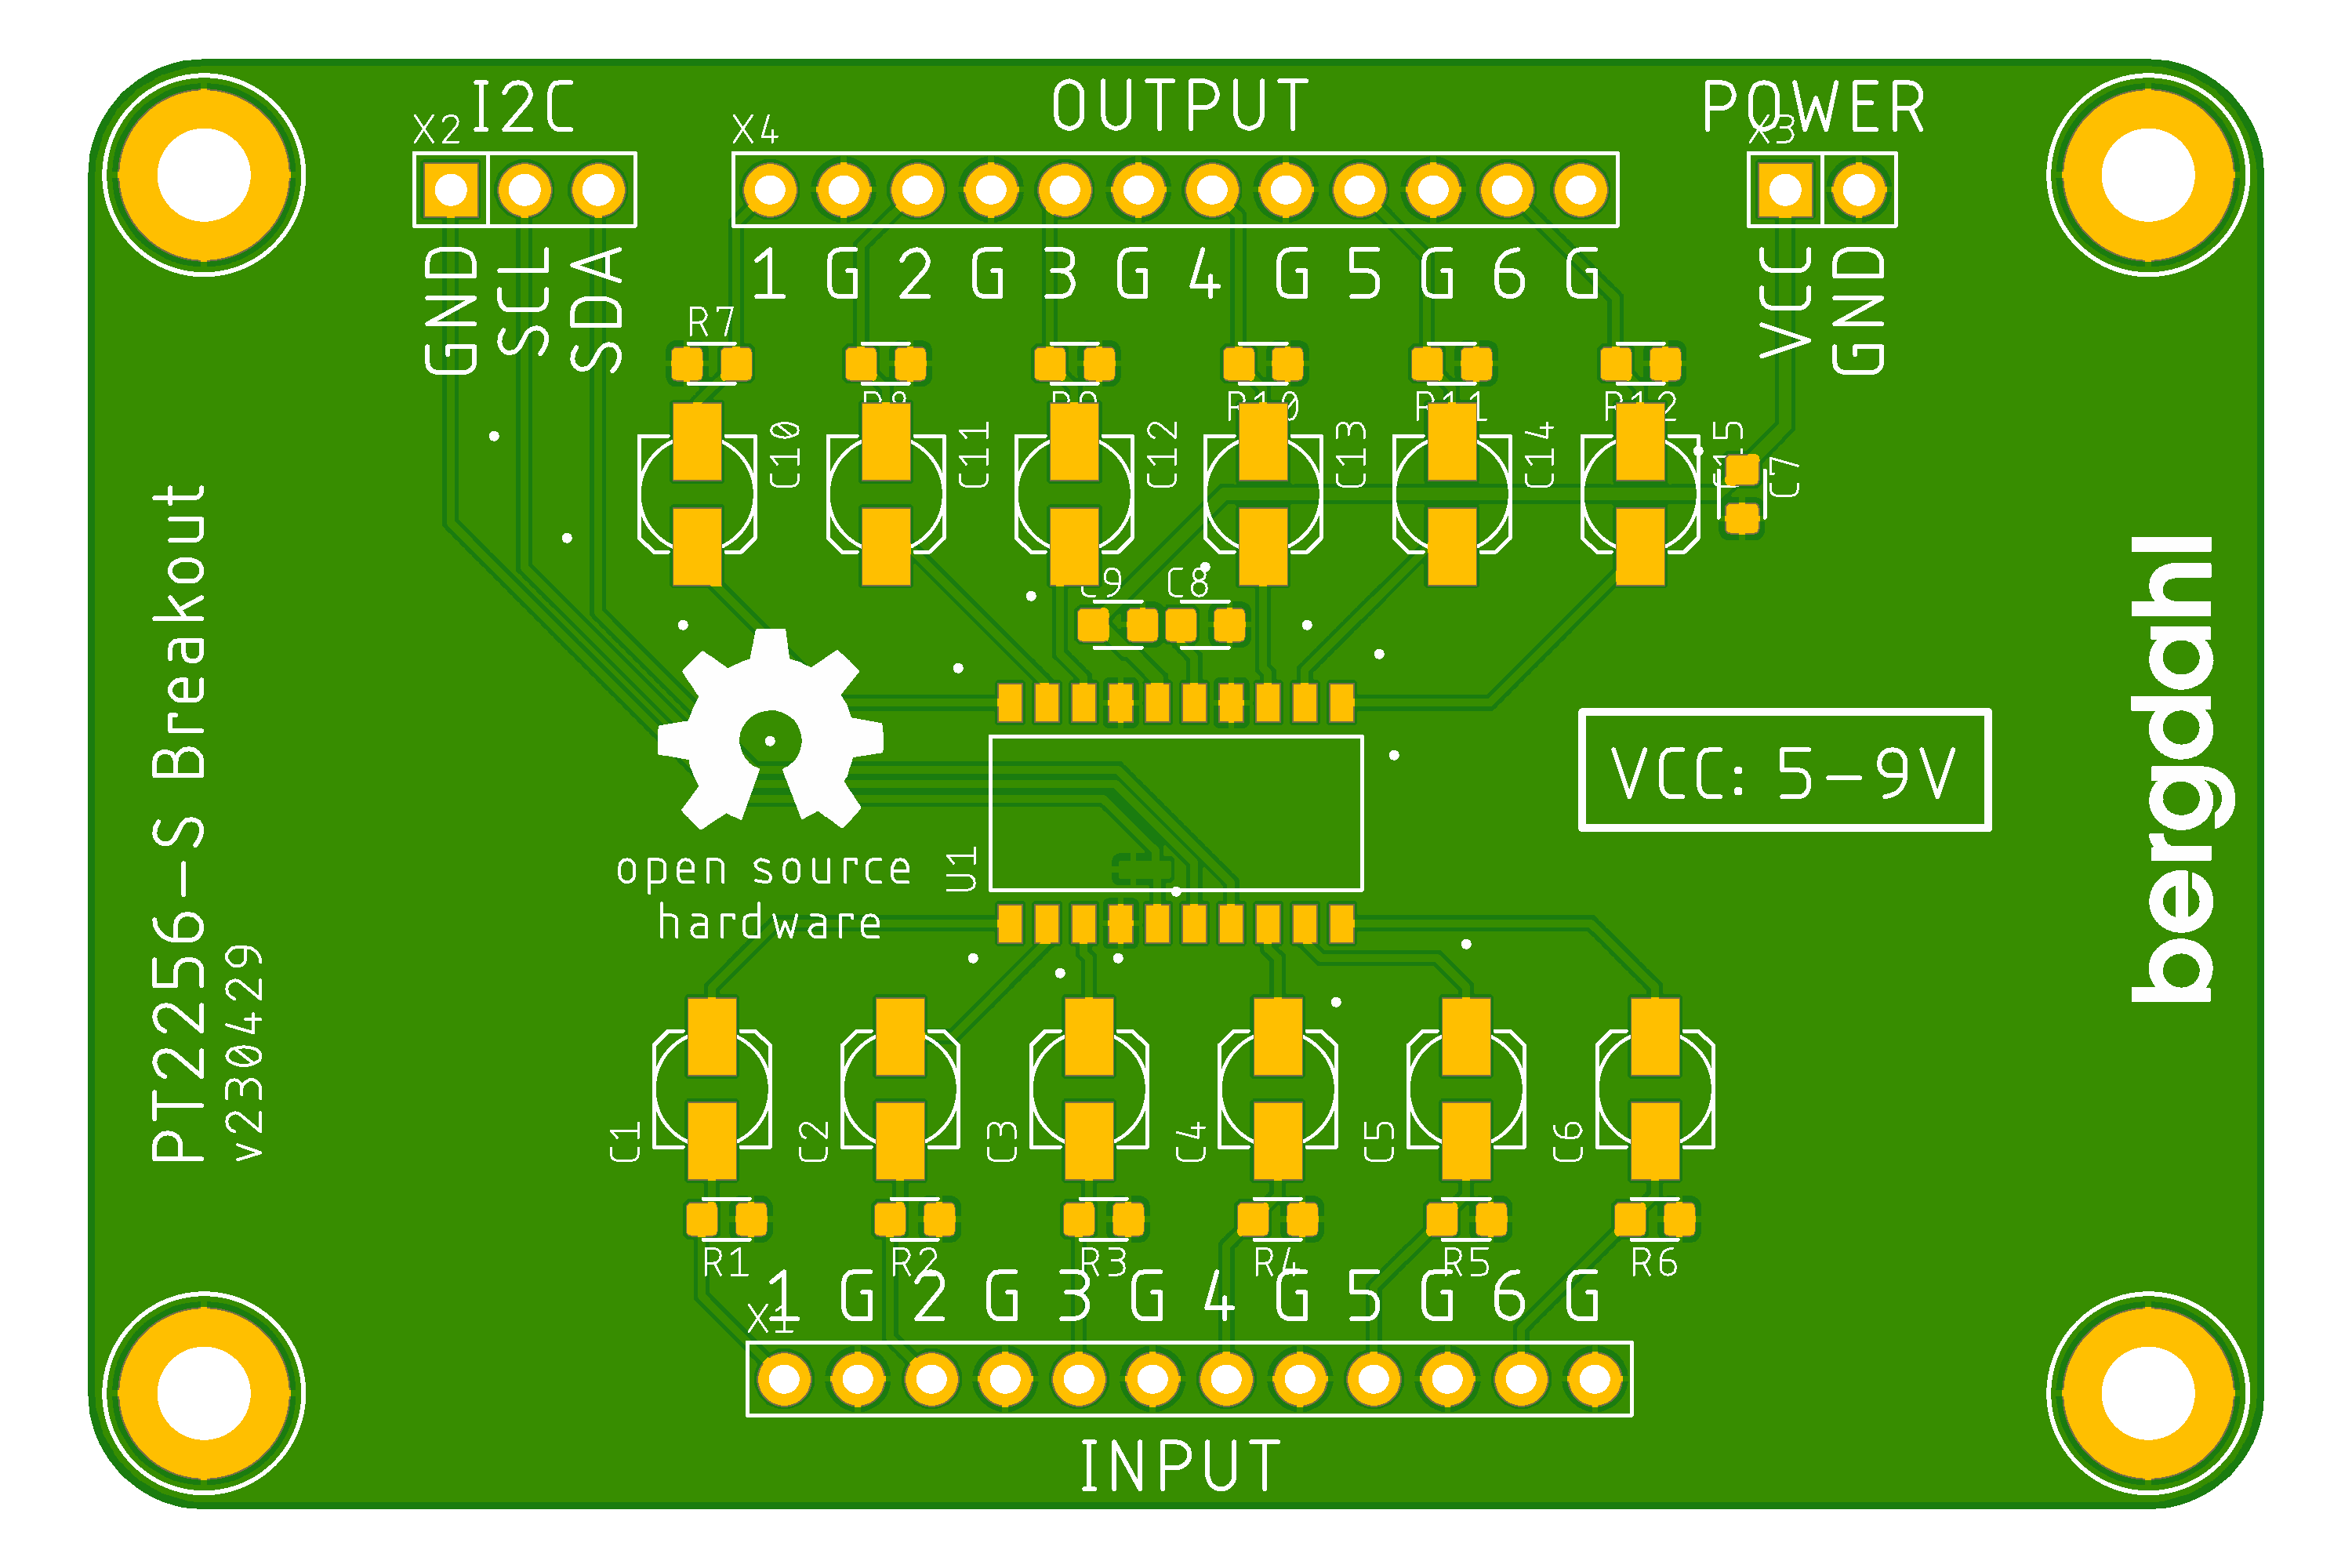 I2C
OUTPUT
POWER
X2
X4
X3
1 G 2 G 3 G 4 G 5 G 6 G
GND
SCL
SDA
VCC
GND
R7
R8
R9
R10
R11
R12
C10
C11
C12
C13
C14
C15
C7
C9
C8
PT2256-S Breakout
v230429
open source
hardware
U1
VCC: 5-9V
bergdahl
C1
C2
C3
C4
C5
C6
R1
R2
R3
R4
R5
R6
1 G 2 G 3 G 4 G 5 G 6 G
X1
INPUT